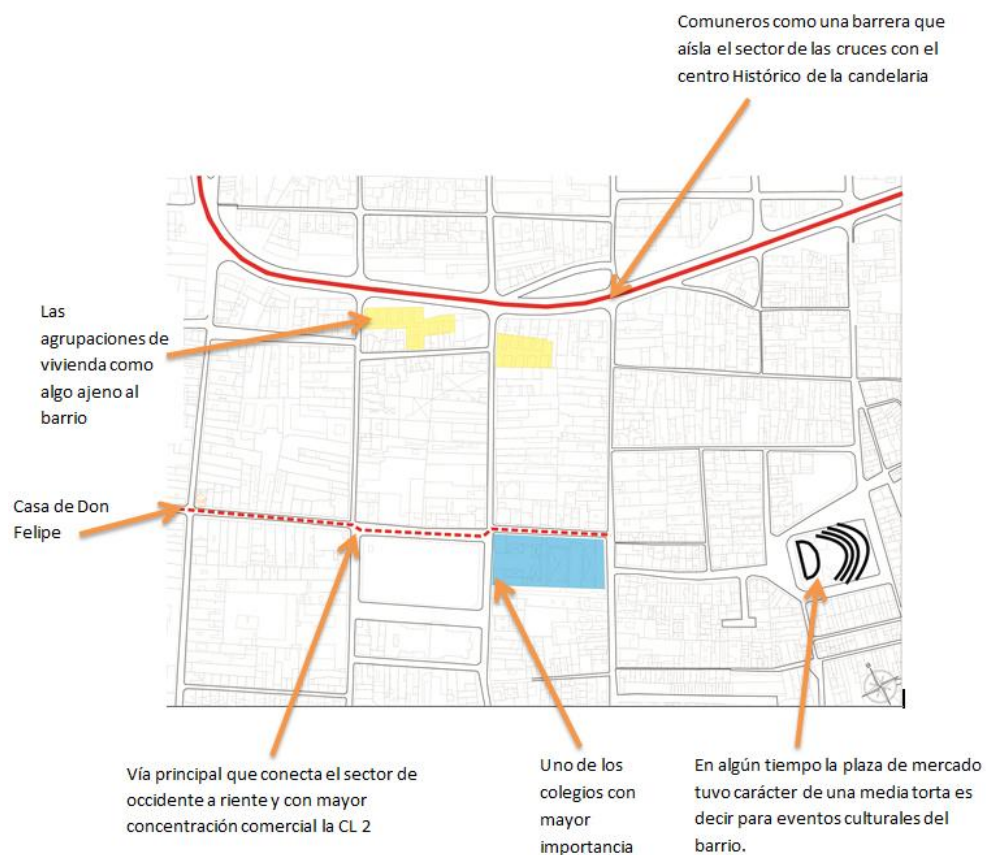 Comuneros como una barrera que
aísla el sector de las cruces con el
centro Histórico de la candelaria
Las
agrupaciones de
vivienda como
algo ajeno al
barrio
Casa de Don
Felipe
Vía principal que conecta el sector de
occidente a riente y con mayor
concentración comercial la CL 2
Uno de los
colegios con
mayor
importancia
En algún tiempo la plaza de mercado
tuvo carácter de una media torta es
decir para eventos culturales del
barrio.